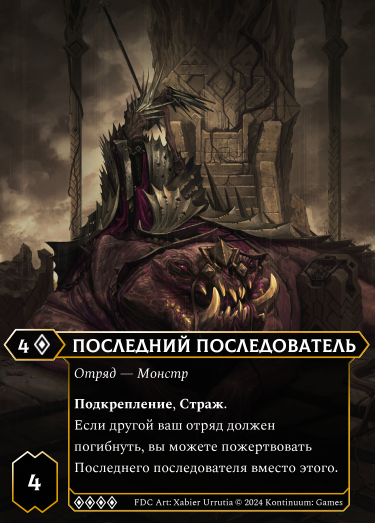 4
ПОСЛЕДНИЙ ПОСЛЕДОВАТЕЛЬ
Отряд — Монстр
Подкрепление, Страж.
Если другой ваш отряд должен
погибнуть, вы можете пожертвовать
Последнего последователя вместо этого.
4
FDC Art: Xabier Urrutia © 2024 Kontinuum: Games